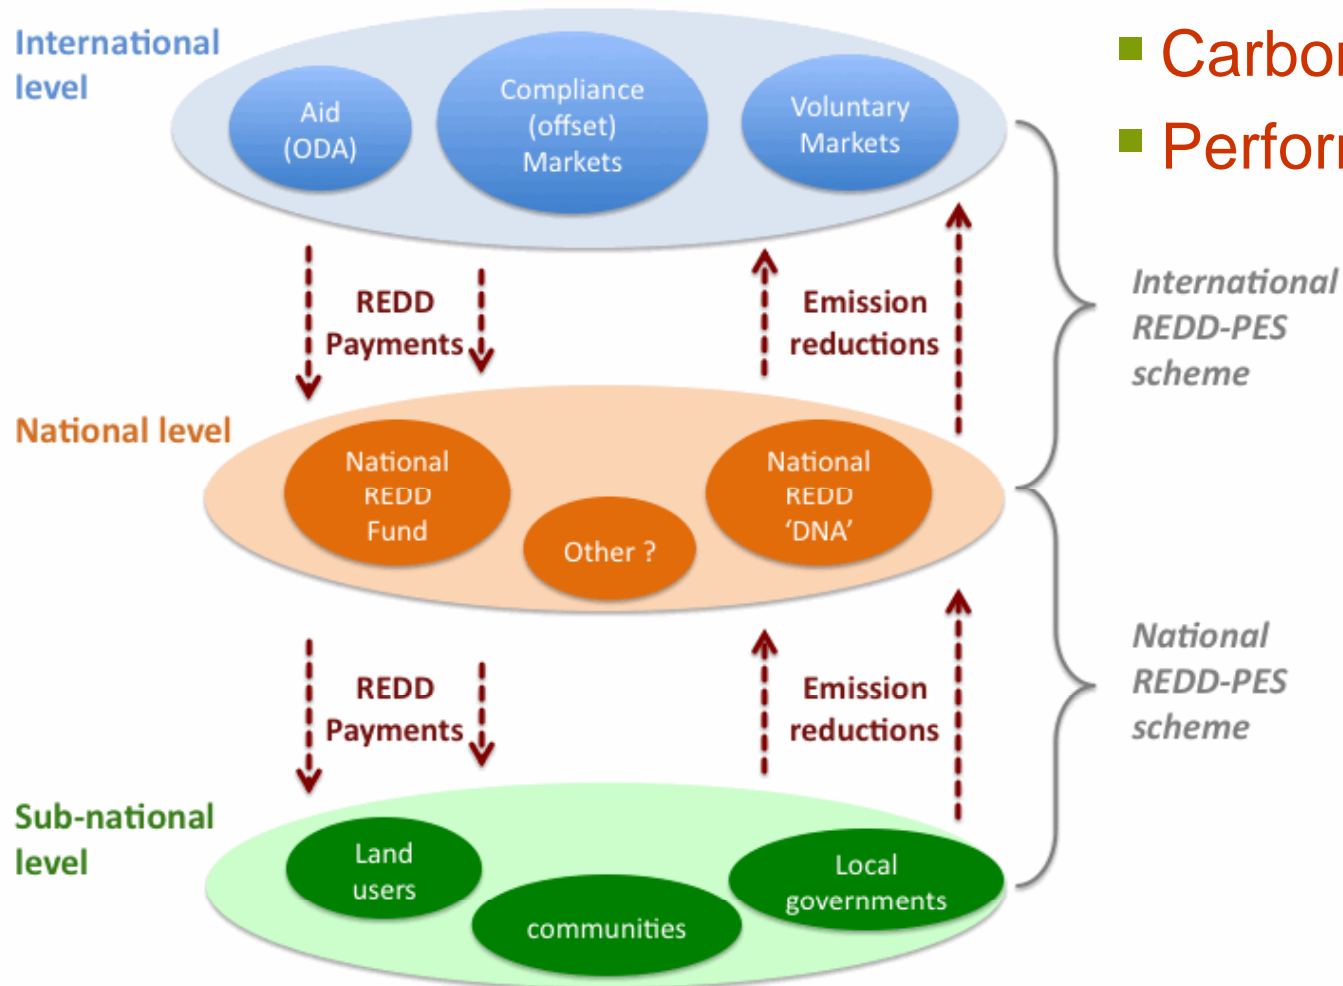 International
level
Aid
(ODA)
Compliance
(offset)
Markets
Voluntary
Markets
REDD
Payments
Emission
reductions
International
REDD-PES
scheme
National level
National
REDD
Fund
Other ?
National
REDD
‘DNA’
REDD
Payments
Emission
reductions
National
REDD-PES
scheme
Sub-national
level
Land
users
communities
Local
governments